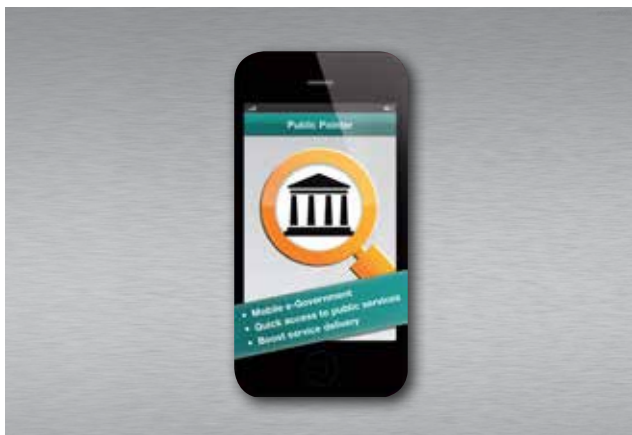 Public Pointer
• Mobile e-Government
• Quick access to public services
• Boost service delivery